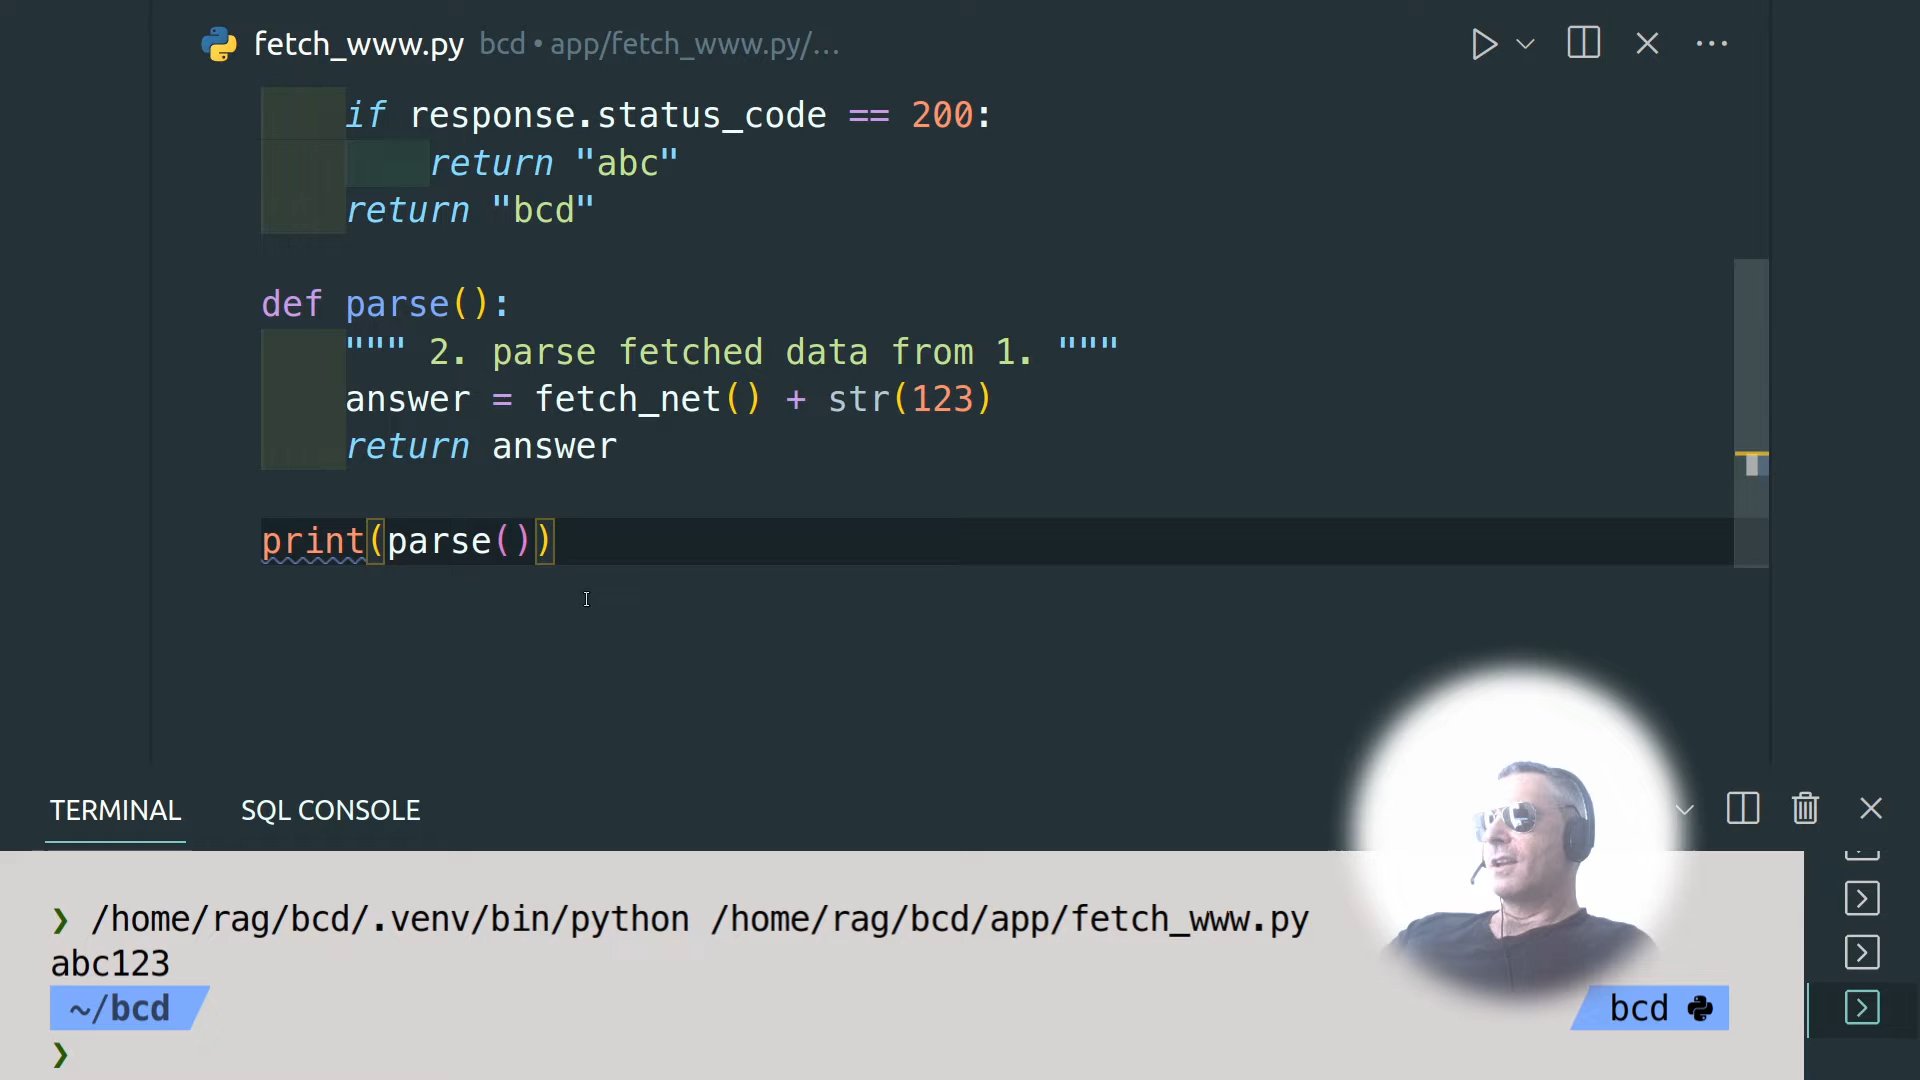 fetch_www.py bcd • app/fetch_www.py/...
if response.status_code == 200:
return "abc"
return "bcd"
def parse():
""" 2. parse fetched data from 1. """
answer = fetch_net() + str(123)
return answer
print(parse())
TERMINAL SQL CONSOLE
❯ /home/rag/bcd/.venv/bin/python /home/rag/bcd/app/fetch_www.py
abc123
~/bcd bcd
❯